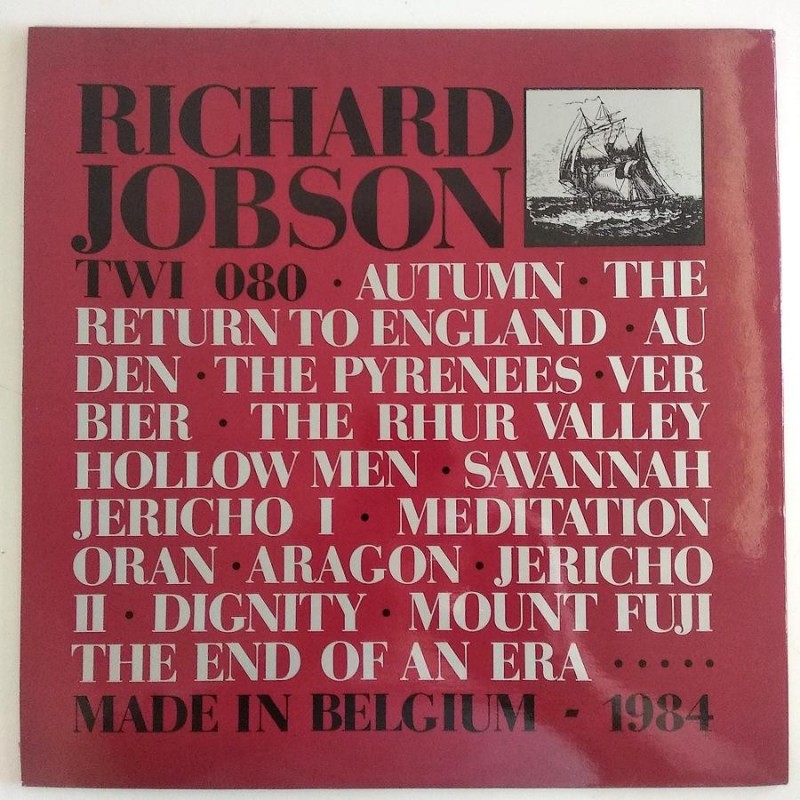 RICHARD
JOBSON
TWI 080 · AUTUMN · THE
RETURN TO ENGLAND · AU
DEN · THE PYRENEES · VER
BIER · THE RHUR VALLEY
HOLLOW MEN · SAVANNAH
JERICHO I · MEDITATION
ORAN · ARAGON · JERICHO
II · DIGNITY · MOUNT FUJI
THE END OF AN ERA · · · · ·
MADE IN BELGIUM - 1984